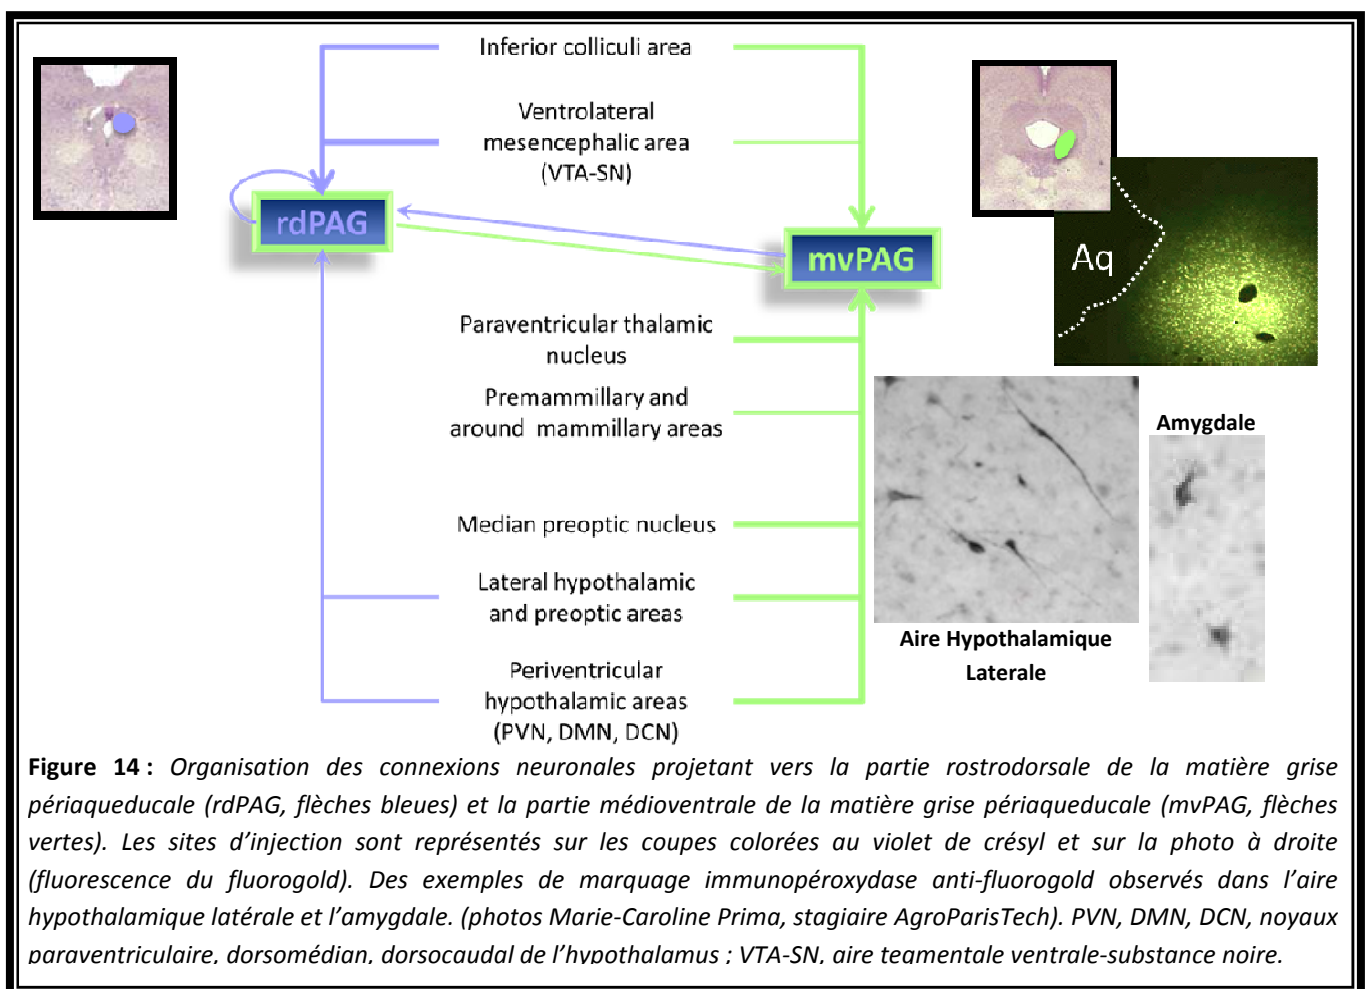 Inferior colliculi area
Ventrolateral
mesencephalic area
(VTA-SN)
rdPAG
mvPAG
Aq
Paraventricular thalamic
nucleus
Premammillary and
around mammillary areas
Amygdale
Median preoptic nucleus
Lateral hypothalamic
and preoptic areas
Aire Hypothalamique
Laterale
Periventricular
hypothalamic areas
(PVN, DMN, DCN)
Figure 14 : Organisation des connexions neuronales projetant vers la partie rostrodorsale de la matière grise
périaqueducale (rdPAG, flèches bleues) et la partie médioventrale de la matière grise périaqueducale (mvPAG, flèches
vertes). Les sites d'injection sont représentés sur les coupes colorées au violet de crésyl et sur la photo à droite
(fluorescence du fluorogold). Des exemples de marquage immunopéroxydase anti-fluorogold observés dans l'aire
hypothalamique latérale et l'amygdale. (photos Marie-Caroline Prima, stagiaire AgroParisTech). PVN, DMN, DCN, noyaux
paraventriculaire, dorsomédian, dorsocaudal de l'hypothalamus ; VTA-SN, aire tegmentale ventrale-substance noire.